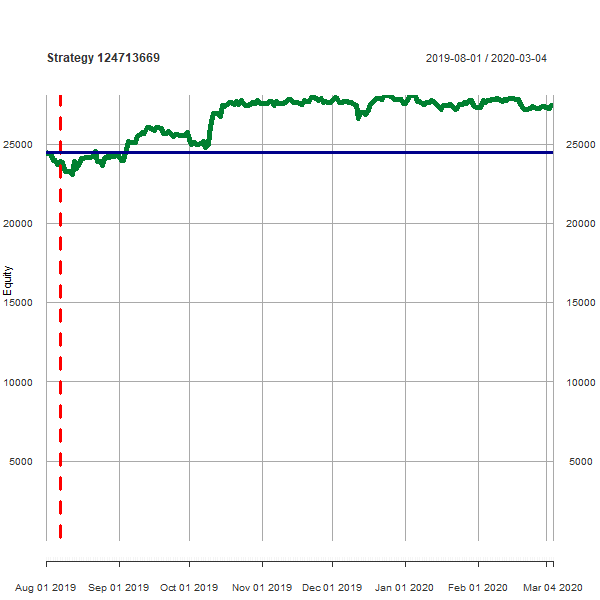 Strategy 124713669
2019-08-01 / 2020-03-04
25000 25000
20000 20000
Equity
15000 15000
10000 10000
5000 5000
Aug 01 2019 Sep 01 2019 Oct 01 2019 Nov 01 2019 Dec 01 2019 Jan 01 2020 Feb 01 2020 Mar 04 2020